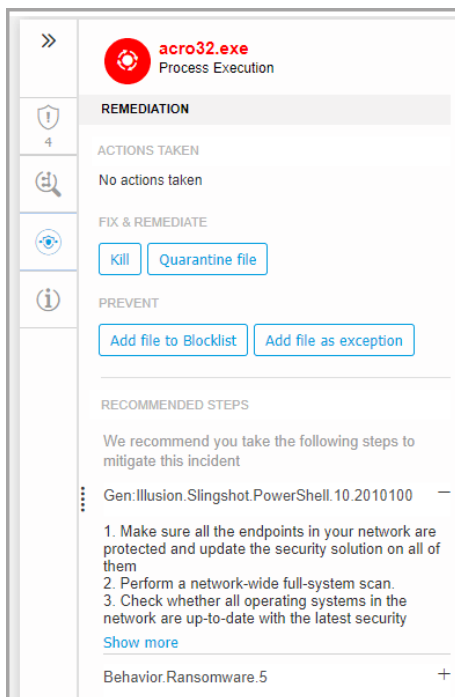 acro32.exe
Process Execution
REMEDIATION
4
ACTIONS TAKEN
No actions taken
FIX & REMEDIATE
Kill
Quarantine file
PREVENT
Add file to Blocklist
Add file as exception
RECOMMENDED STEPS
We recommend you take the following steps to
mitigate this incident
Gen:Illusion.Slingshot.PowerShell.10.2010100
1. Make sure all the endpoints in your network are
protected and update the security solution on all of
them
2. Perform a network-wide full-system scan.
3. Check whether all operating systems in the
network are up-to-date with the latest security
Show more
Behavior.Ransomware.5